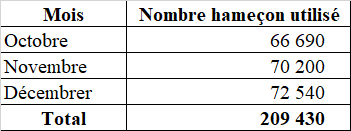 Mois Nombre hameçon utilisé
Octobre 66 690
Novembre 70 200
Décembrer 72 540
Total 209 430